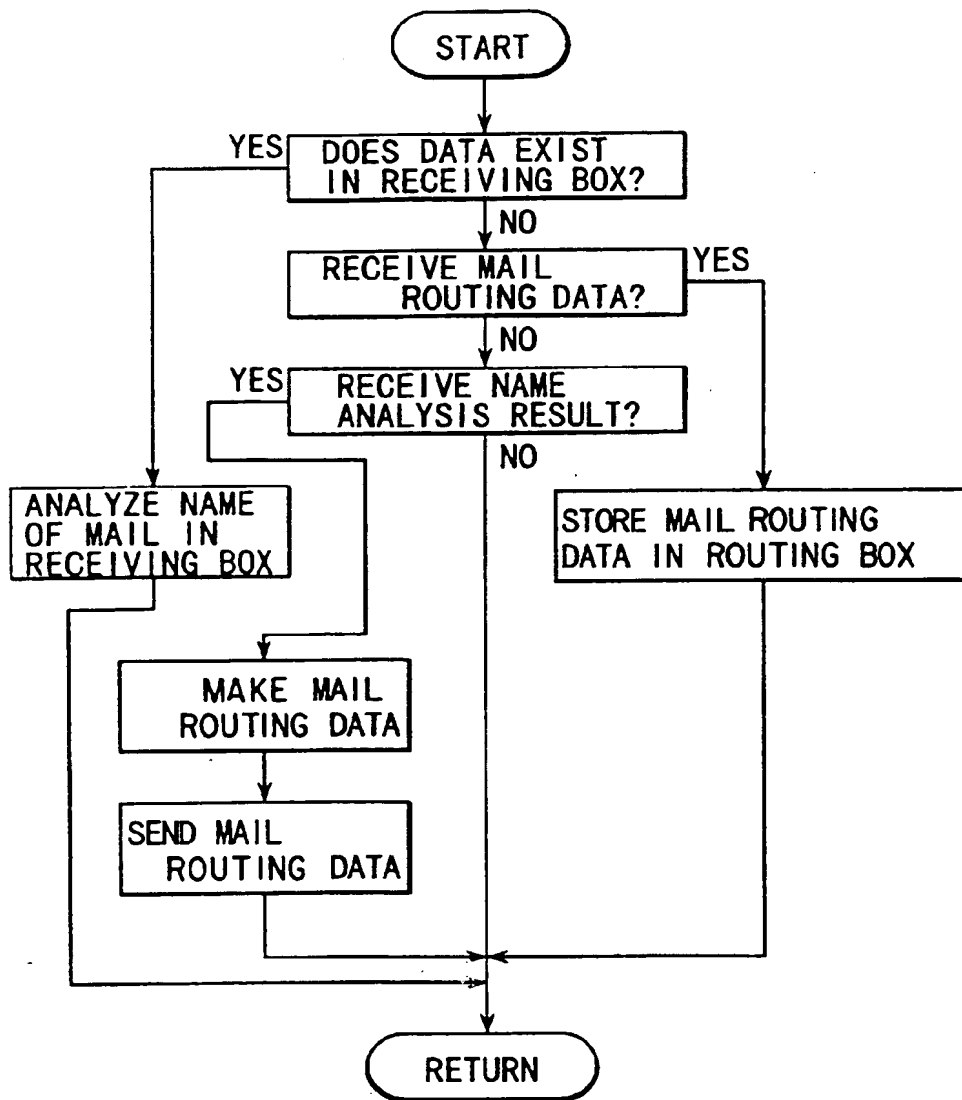 START
YES
DOES DATA EXIST
IN RECEIVING BOX?
NO
RECEIVE MAIL
ROUTING DATA?
YES
NO
YES
RECEIVE NAME
ANALYSIS RESULT?
NO
ANALYZE NAME
OF MAIL IN
RECEIVING BOX
STORE MAIL ROUTING
DATA IN ROUTING BOX
MAKE MAIL
ROUTING DATA
SEND MAIL
ROUTING DATA
RETURN